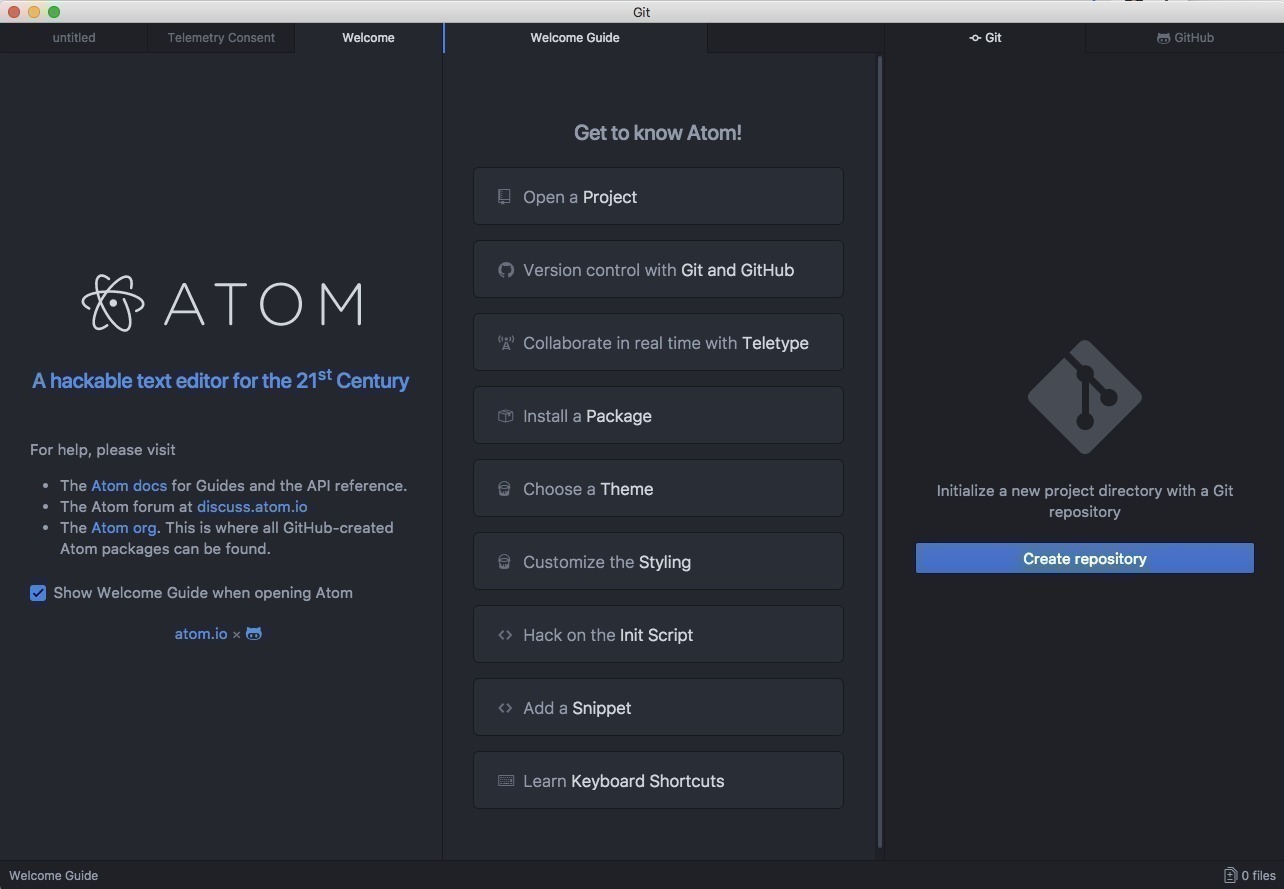 Git
untitled
Telemetry Consent
Welcome
Welcome Guide
Git
GitHub
ATOM
A hackable text editor for the 21st Century
For help, please visit
• The Atom docs for Guides and the API reference.
• The Atom forum at discuss.atom.io
• The Atom org. This is where all GitHub-created
Atom packages can be found.
Show Welcome Guide when opening Atom
atom.io ×
Get to know Atom!
Open a Project
Version control with Git and GitHub
Collaborate in real time with Teletype
Install a Package
Choose a Theme
Customize the Styling
Hack on the Init Script
Add a Snippet
Learn Keyboard Shortcuts
Initialize a new project directory with a Git
repository
Create repository
Welcome Guide
0 files